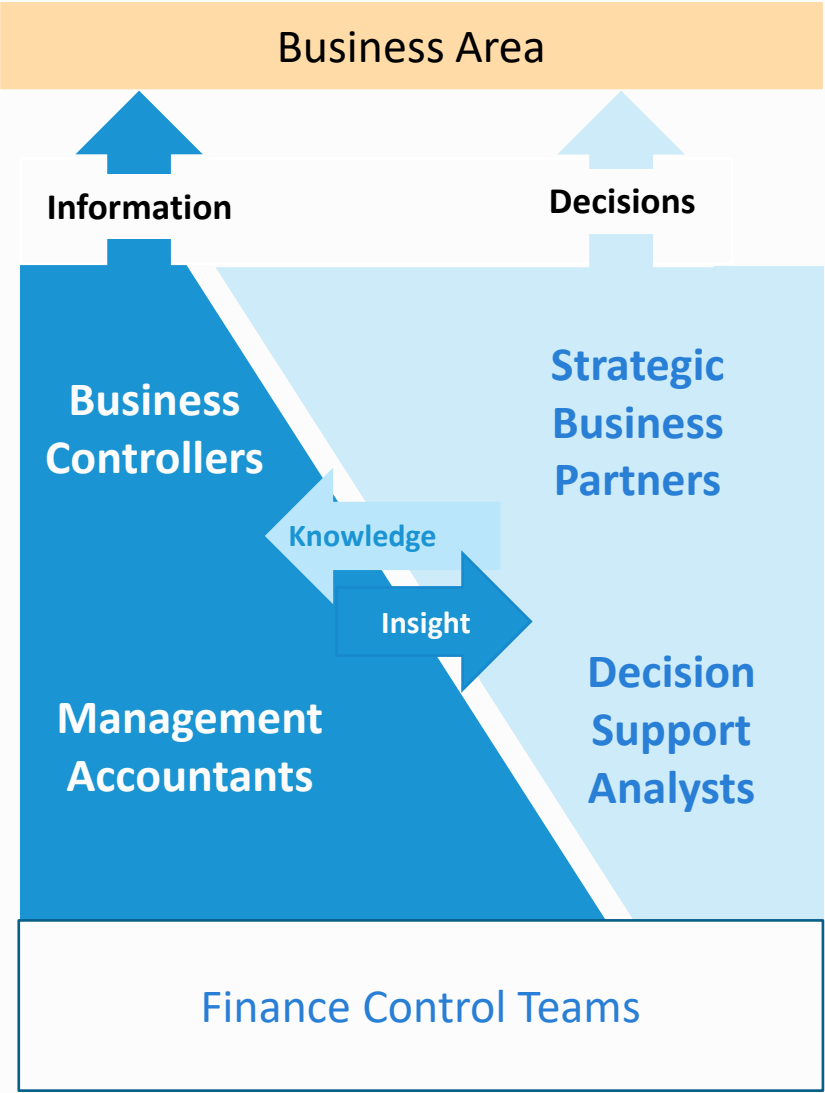 Business Area
Information
Decisions
Business
Controllers
Strategic
Business
Partners
Knowledge
Insight
Management
Accountants
Decision
Support
Analysts
Finance Control Teams